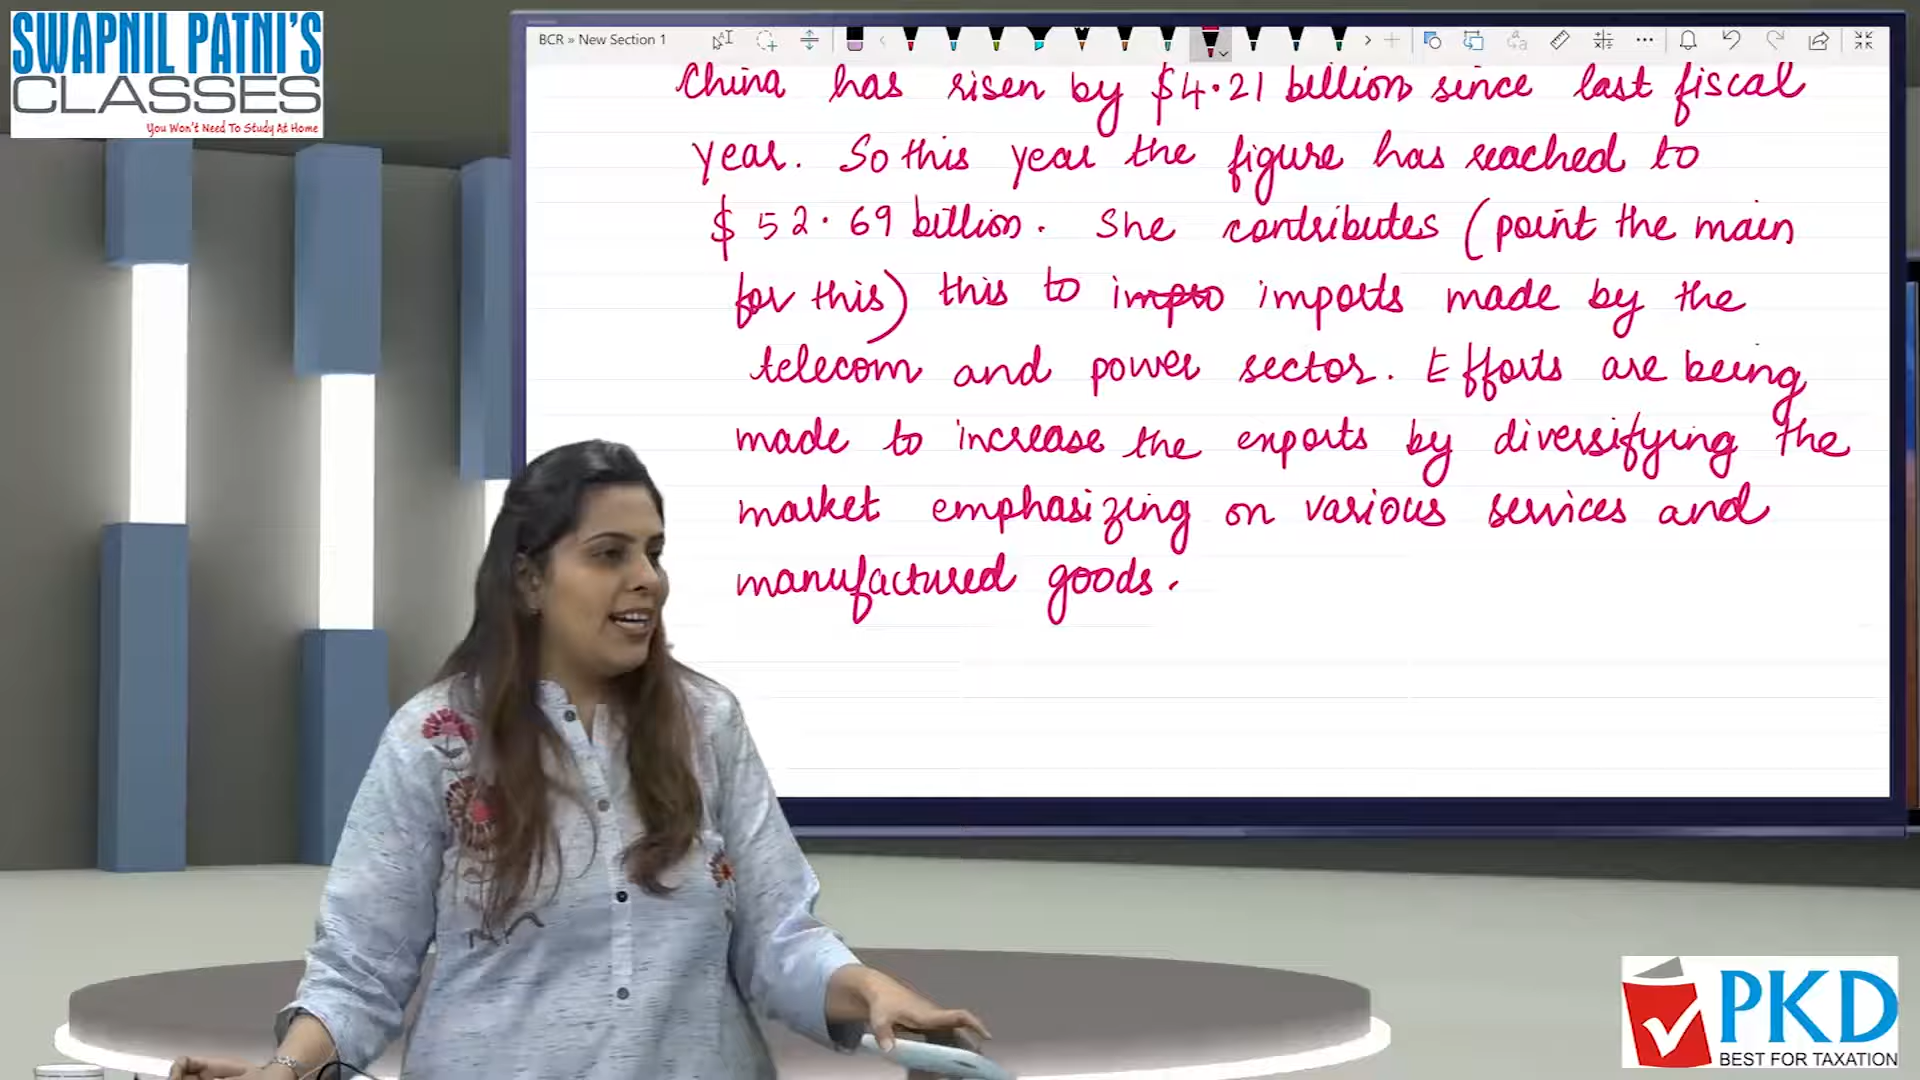 SWAPNIL PATNI'S
CLASSES
You Won't Need To Study At Home
BCR » New Section 1
China has risen by $4.21 billion since last fiscal
year. So this year the figure has reached to
$52.69 billion. She contributes (point the main
for this) this to impro imports made by the
telecom and power sector. Efforts are being
made to increase the exports by diversifying the
market emphasizing on various services and
manufactured goods.
PKD
BEST FOR TAXATION